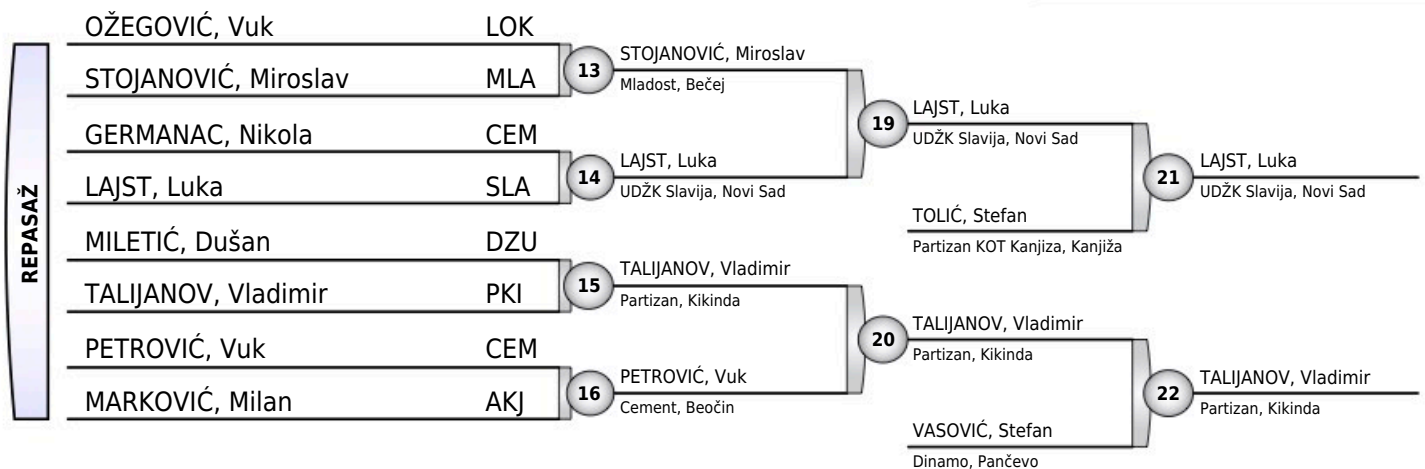 REPASAŽ
OŽEGOVIĆ, Vuk LOK
STOJANOVIĆ, Miroslav MLA
GERMANAC, Nikola CEM
LAJST, Luka SLA
MILETIĆ, Dušan DZU
TALIJANOV, Vladimir PKI
PETROVIĆ, Vuk CEM
MARKOVIĆ, Milan AKJ
13
STOJANOVIĆ, Miroslav
Mladost, Bečej
14
LAJST, Luka
UDŽK Slavija, Novi Sad
15
TALIJANOV, Vladimir
Partizan, Kikinda
16
PETROVIĆ, Vuk
Cement, Beočin
19
LAJST, Luka
UDŽK Slavija, Novi Sad
TOLIĆ, Stefan
Partizan KOT Kanjiza, Kanjiža
20
TALIJANOV, Vladimir
Partizan, Kikinda
VASOVIĆ, Stefan
Dinamo, Pančevo
21
LAJST, Luka
UDŽK Slavija, Novi Sad
22
TALIJANOV, Vladimir
Partizan, Kikinda